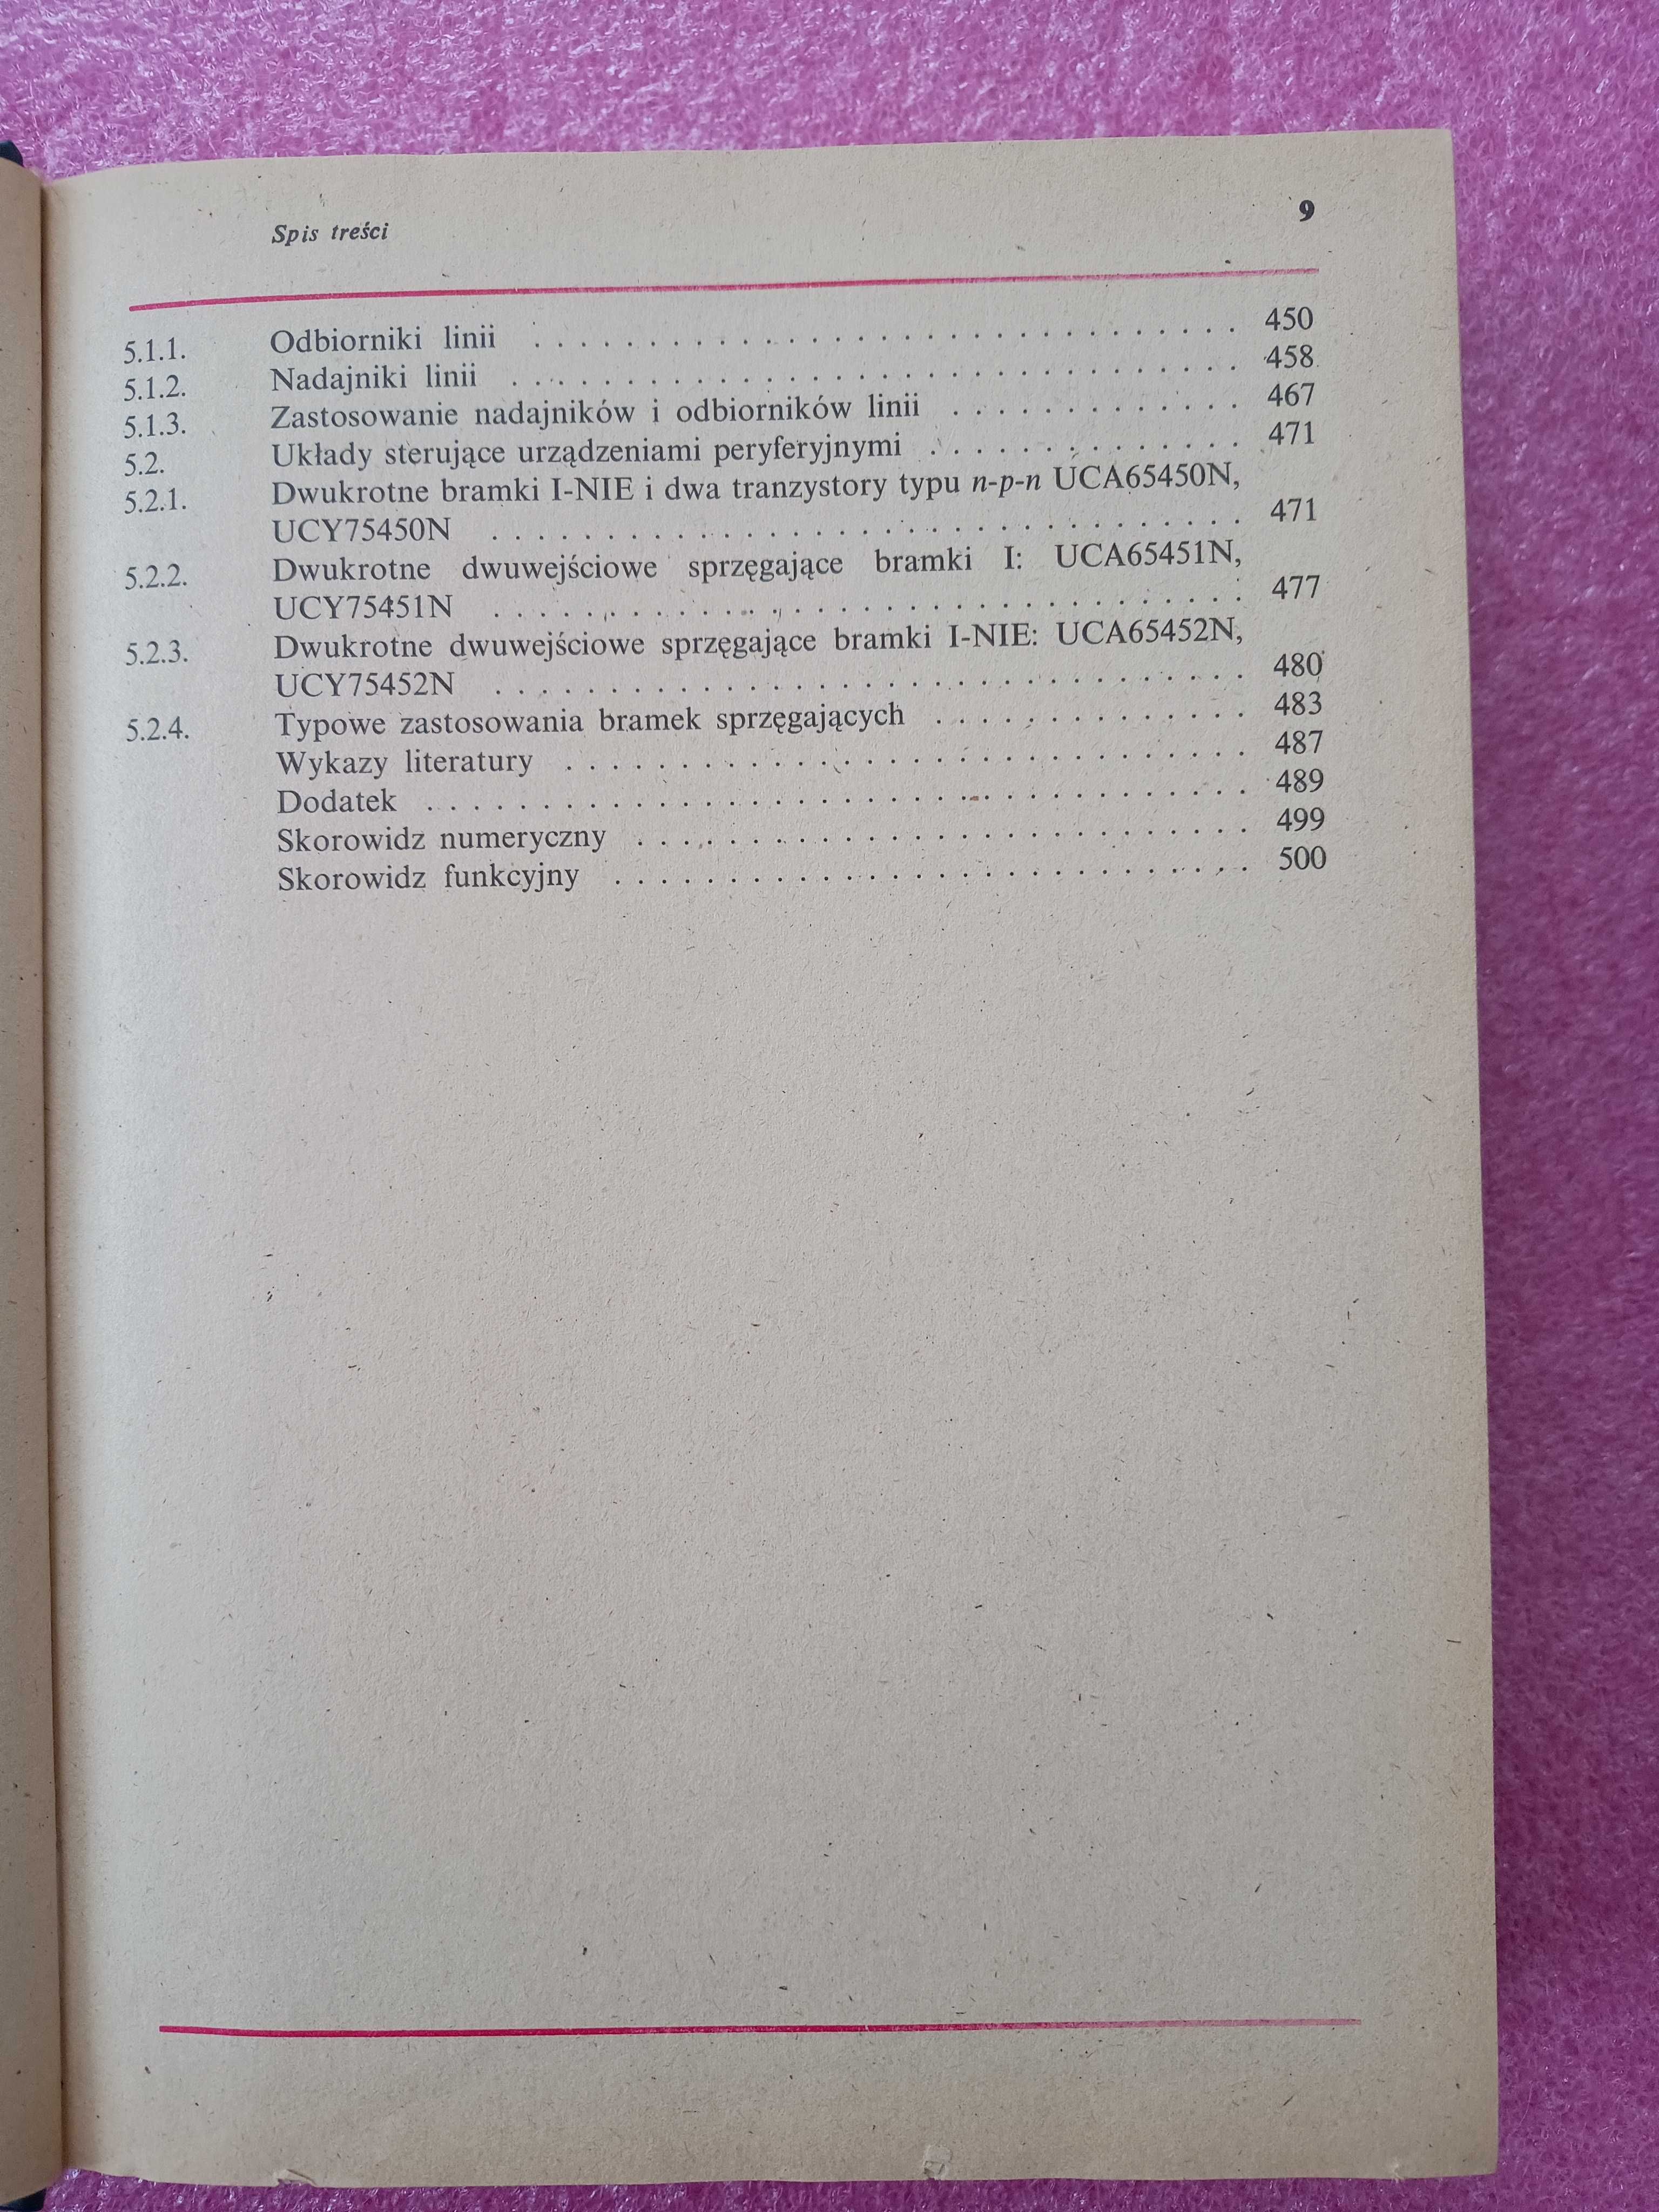 Spis treści 9
5.1.1. Odbiorniki linii . . . . . . . . . . . . . . . . . . . . . . . . . . . . . . . 450
5.1.2. Nadajniki linii . . . . . . . . . . . . . . . . . . . . . . . . . . . . . . . . 458
5.1.3. Zastosowanie nadajników i odbiorników linii . . . . . . . . . . . . . 467
5.2. Układy sterujące urządzeniami peryferyjnymi . . . . . . . . . . . . . . 471
5.2.1. Dwukrotne bramki I-NIE i dwa tranzystory typu n-p-n UCA65450N,
UCY75450N . . . . . . . . . . . . . . . . . . . . . . . . . . . . . . . . . 471
5.2.2. Dwukrotne dwuwejściowe sprzęgające bramki I: UCA65451N,
UCY75451N . . . . . . . . . . . . . . . . . . . . . . . . . . . . . . . . . 477
5.2.3. Dwukrotne dwuwejściowe sprzęgające bramki I-NIE: UCA65452N,
UCY75452N . . . . . . . . . . . . . . . . . . . . . . . . . . . . . . . . . 480
5.2.4. Typowe zastosowania bramek sprzęgających . . . . . . . . . . . . . . 483
Wykazy literatury . . . . . . . . . . . . . . . . . . . . . . . . . . . . . . 487
Dodatek . . . . . . . . . . . . . . . . . . . . . . . . . . . . . . . . . . . . 489
Skorowidz numeryczny . . . . . . . . . . . . . . . . . . . . . . . . . . . 499
Skorowidz funkcyjny . . . . . . . . . . . . . . . . . . . . . . . . . . . . 500